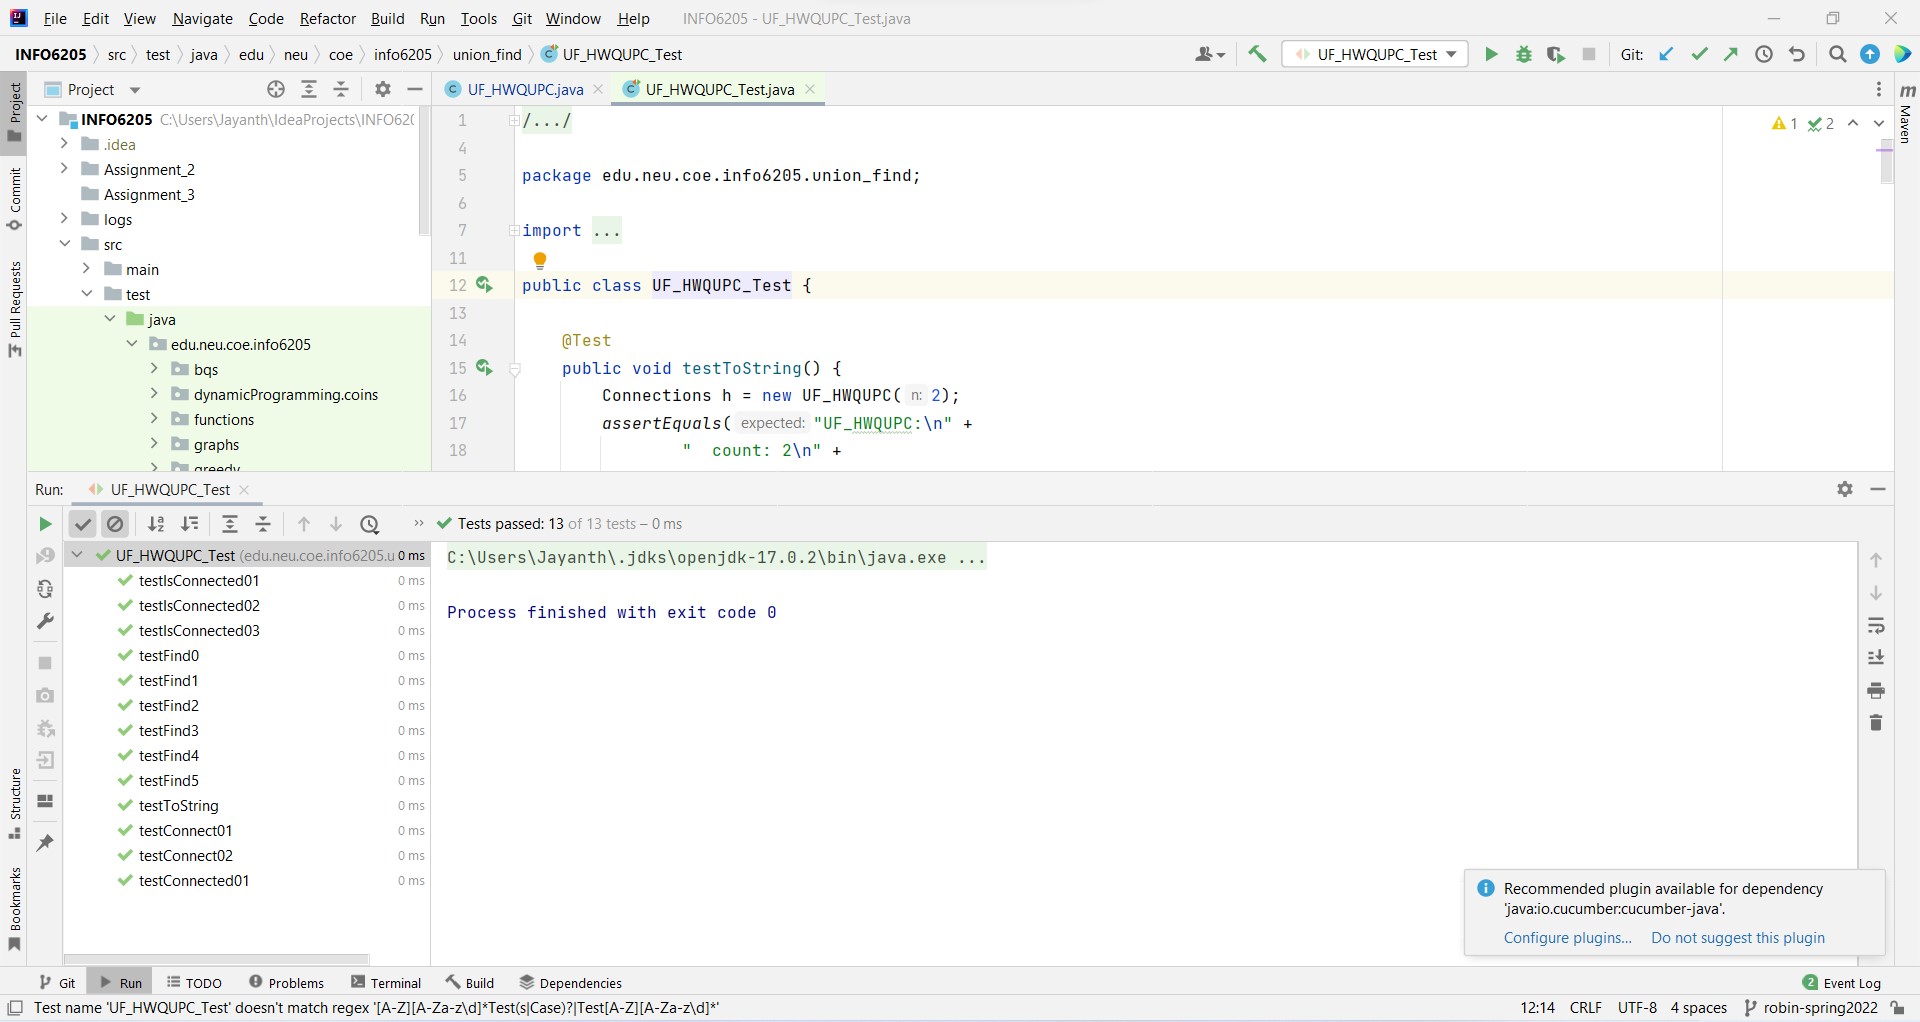 File Edit View Navigate Code Refactor Build Run Tools Git Window Help INFO6205 - UF_HWQUPC_Test.java
INFO6205 src test java edu neu coe info6205 union_find UF_HWQUPC_Test UF_HWQUPC_Test Git:
Project
UF_HWQUPC.java UF_HWQUPC_Test.java
INFO6205 C:\Users\Jayanth\IdeaProjects\INFO620
.idea
Assignment_2
Assignment_3
logs
src
main
test
java
edu.neu.coe.info6205
bqs
dynamicProgramming.coins
functions
graphs
greedy
1 /.../
4
5 package edu.neu.coe.info6205.union_find;
6
7 import ...
11
12 public class UF_HWQUPC_Test {
13
14 @Test
15 public void testToString() {
16 Connections h = new UF_HWQUPC( n: 2);
17 assertEquals( expected: "UF_HWQUPC:\n" +
18 "  count: 2\n" +
1 2
Project
Commit
Pull Requests
Structure
Bookmarks
m Maven
Run: UF_HWQUPC_Test
Tests passed: 13 of 13 tests – 0 ms
UF_HWQUPC_Test (edu.neu.coe.info6205.u 0 ms
testIsConnected01 0 ms
testIsConnected02 0 ms
testIsConnected03 0 ms
testFind0 0 ms
testFind1 0 ms
testFind2 0 ms
testFind3 0 ms
testFind4 0 ms
testFind5 0 ms
testToString 0 ms
testConnect01 0 ms
testConnect02 0 ms
testConnected01 0 ms
C:\Users\Jayanth\.jdks\openjdk-17.0.2\bin\java.exe ...
Process finished with exit code 0
Recommended plugin available for dependency
'java:io.cucumber:cucumber-java'.
Configure plugins... Do not suggest this plugin
Git Run TODO Problems Terminal Build Dependencies 2 Event Log
Test name 'UF_HWQUPC_Test' doesn't match regex '[A-Z][A-Za-z\d]*Test(s|Case)?|Test[A-Z][A-Za-z\d]*' 12:14 CRLF UTF-8 4 spaces robin-spring2022